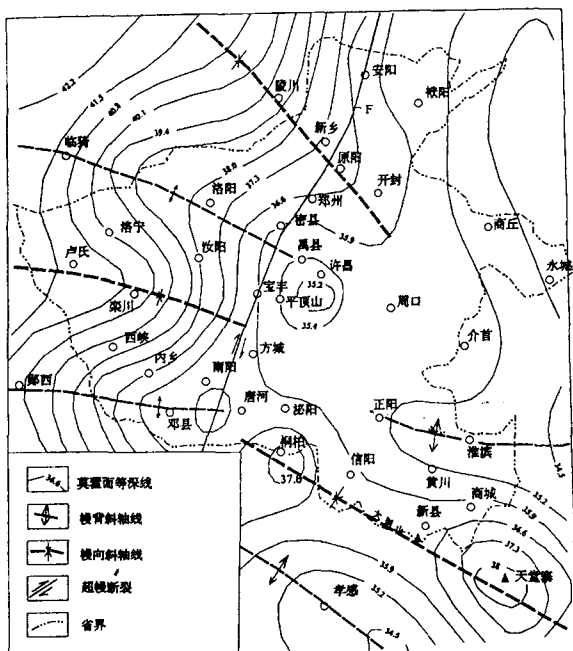 安阳
陵川
濮阳
F
42.2
41.5
40.8
40.1
39.4
新乡
临猗
原阳
38.0
洛阳
37.3
开封
36.6
郑州
密县
35.9
商丘
洛宁
汝阳
禹县
卢氏
许昌
35.2
永城
栾川
宝丰
平顶山
周口
35.4
西峡
方城
介首
内乡
南阳
郧西
唐河
泌阳
正阳
邓县
桐柏
淮滨
34.5
信阳
黄川
37.6
商城
35.2
35.9
新县
大别山
36.6
37.3
38
天堂寨
35.9
35.2
孝感
34.5
34.6
莫霍面等深线
幔背斜轴线
幔向斜轴线
超幔断裂
省界